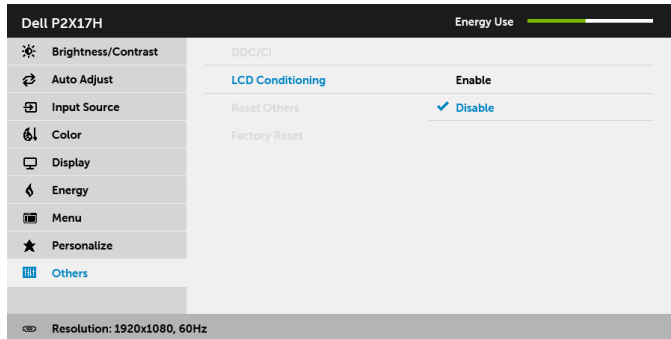 Dell P2X17H
Energy Use
Brightness/Contrast
DDC/CI
Auto Adjust
LCD Conditioning
Enable
Input Source
Reset Others
Disable
Color
Factory Reset
Display
Energy
Menu
Personalize
Others
Resolution: 1920x1080, 60Hz